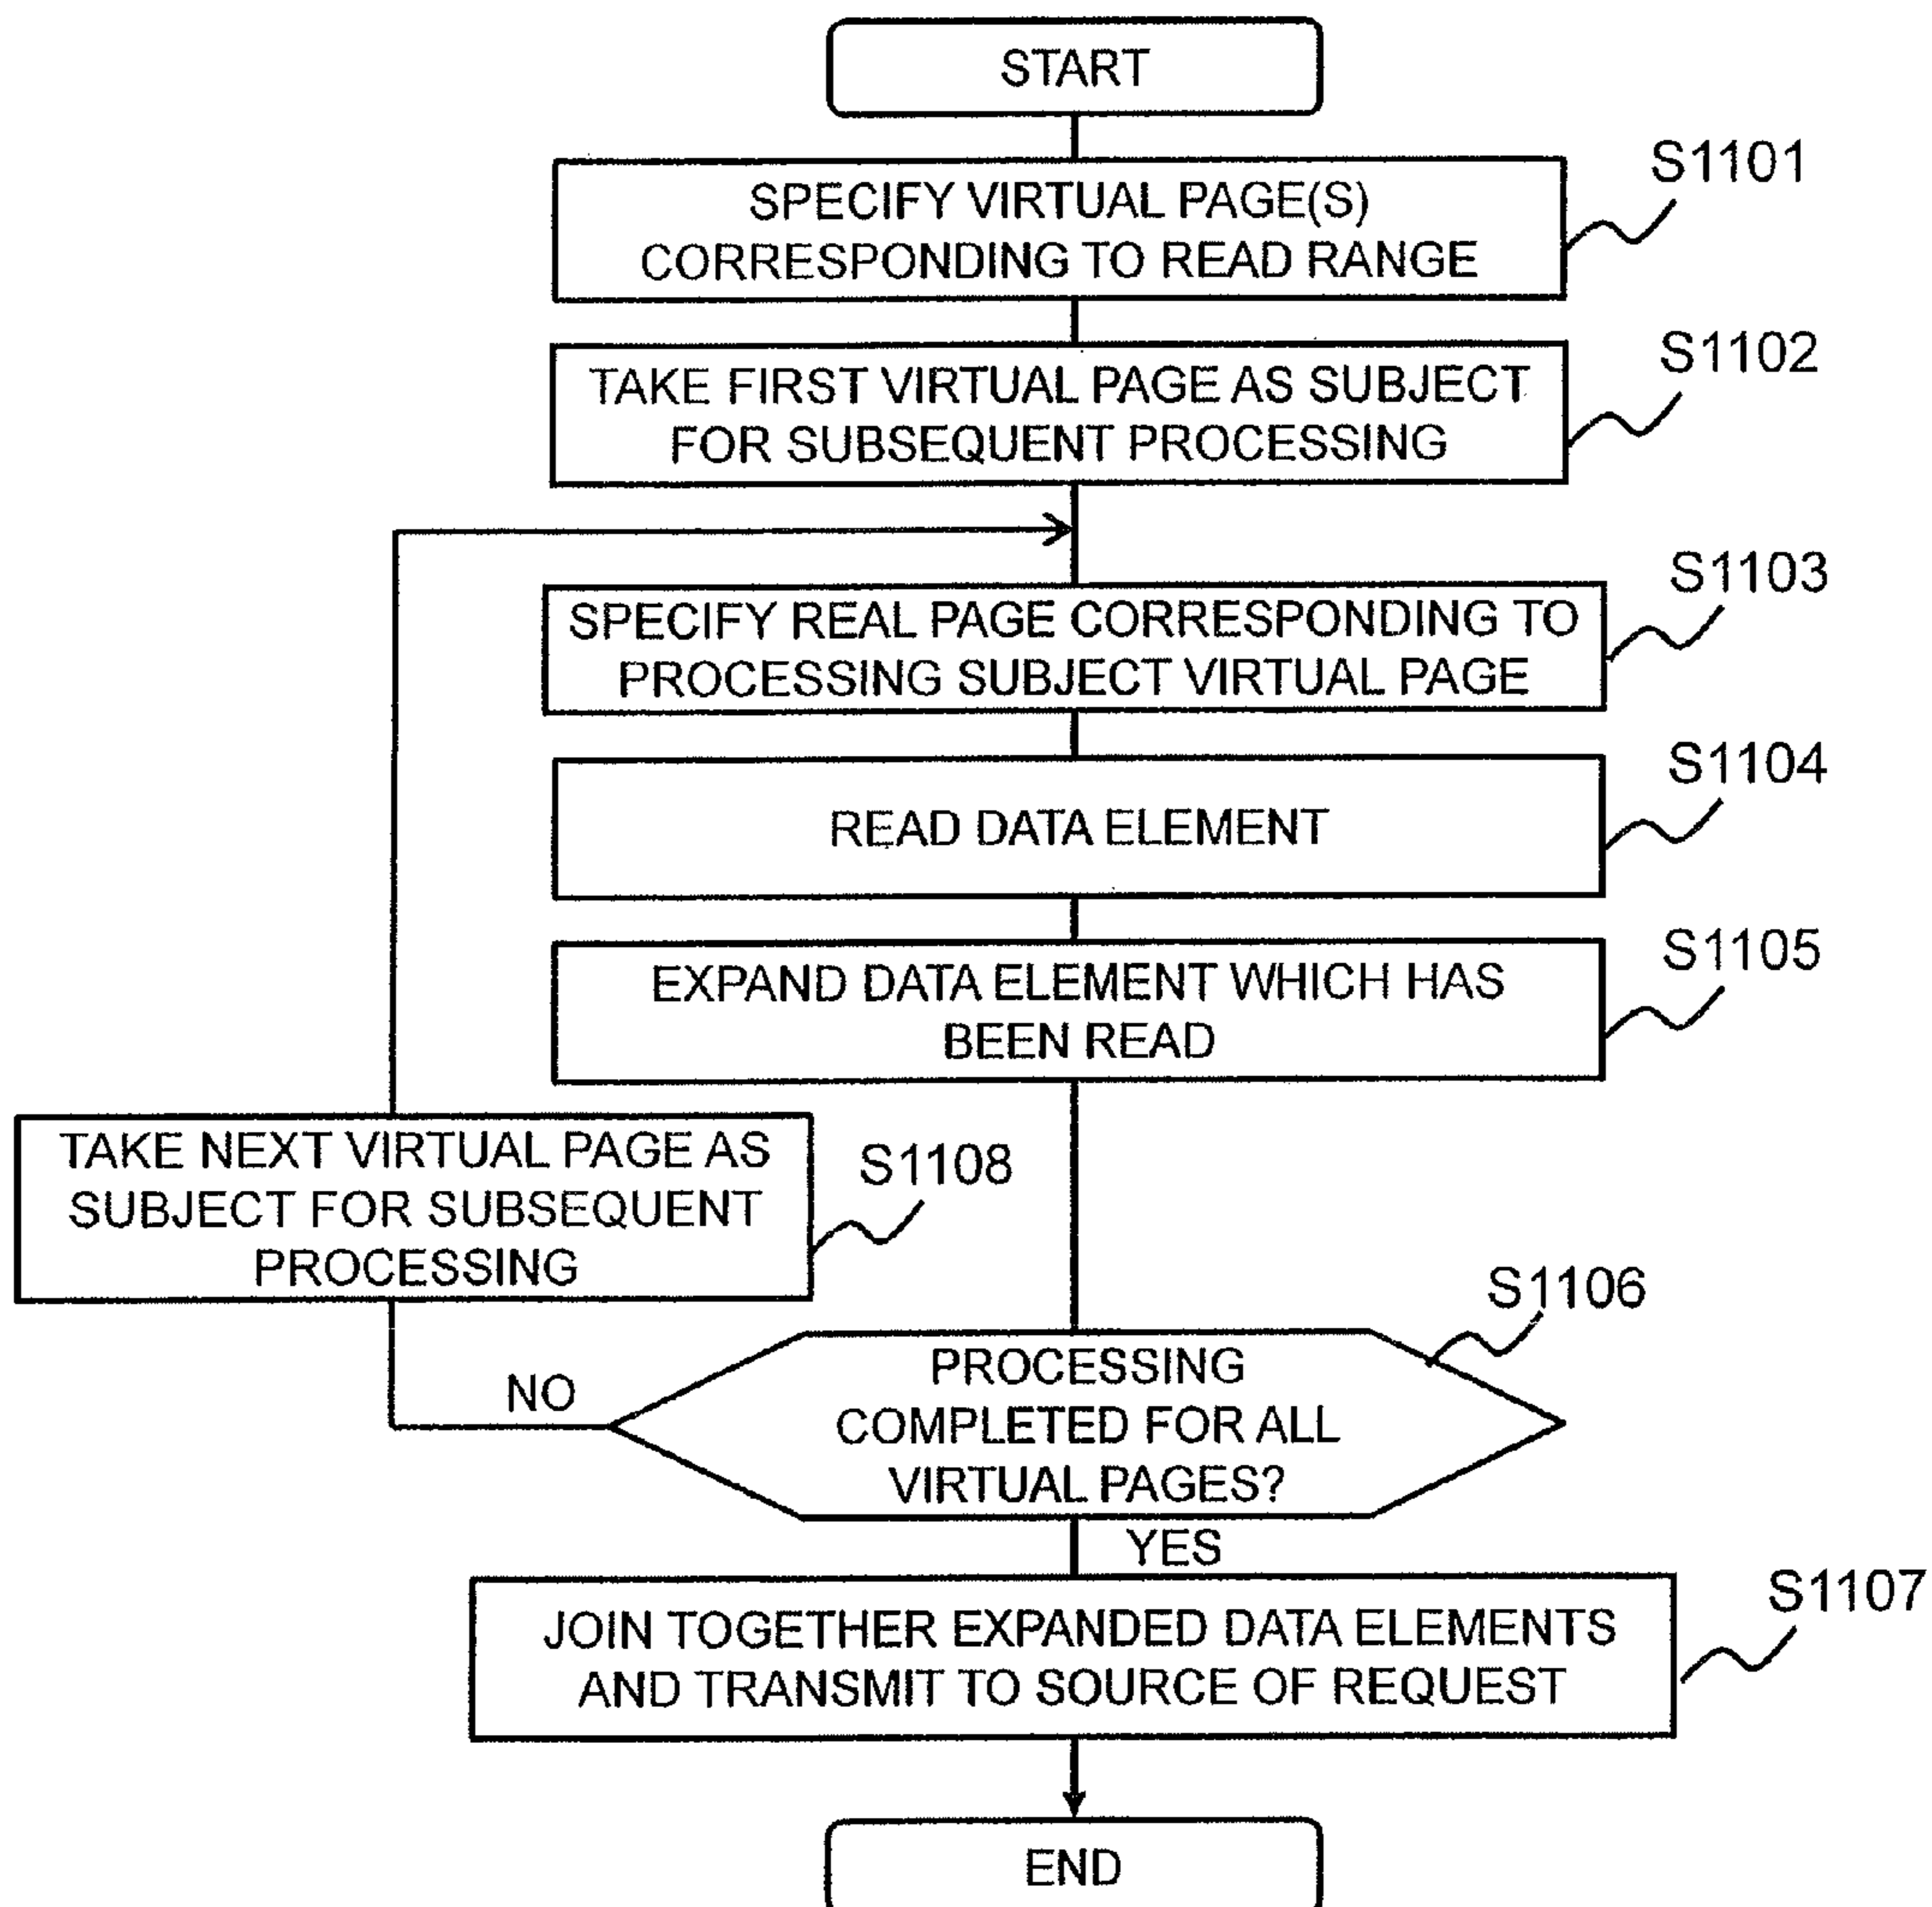 START
S1101
SPECIFY VIRTUAL PAGE(S)
CORRESPONDING TO READ RANGE
S1102
TAKE FIRST VIRTUAL PAGE AS SUBJECT
FOR SUBSEQUENT PROCESSING
S1103
SPECIFY REAL PAGE CORRESPONDING TO
PROCESSING SUBJECT VIRTUAL PAGE
S1104
READ DATA ELEMENT
S1105
EXPAND DATA ELEMENT WHICH HAS
BEEN READ
TAKE NEXT VIRTUAL PAGE AS
SUBJECT FOR SUBSEQUENT
PROCESSING
S1108
S1106
PROCESSING
COMPLETED FOR ALL
VIRTUAL PAGES?
NO
YES
S1107
JOIN TOGETHER EXPANDED DATA ELEMENTS
AND TRANSMIT TO SOURCE OF REQUEST
END